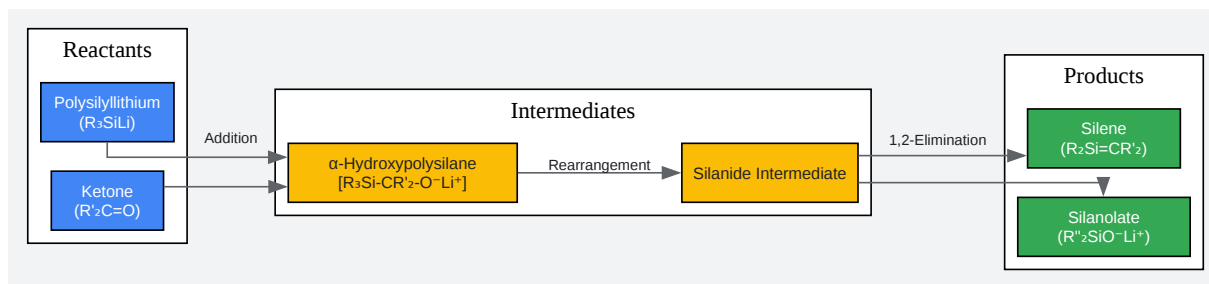 Reactants
Polysilyllithium
(R₃SiLi)
Ketone
(R'₂C=O)
Addition
Intermediates
α-Hydroxypolysilane
[R₃Si-CR'₂-O⁻Li⁺]
Rearrangement
Silanide Intermediate
1,2-Elimination
Products
Silene
(R₂Si=CR'₂)
Silanolate
(R"₂SiO⁻Li⁺)